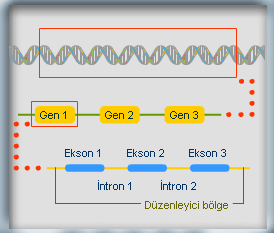 Gen 1 Gen 2 Gen 3
Ekson 1 Ekson 2 Ekson 3
İntron 1 İntron 2
Düzenleyici bölge